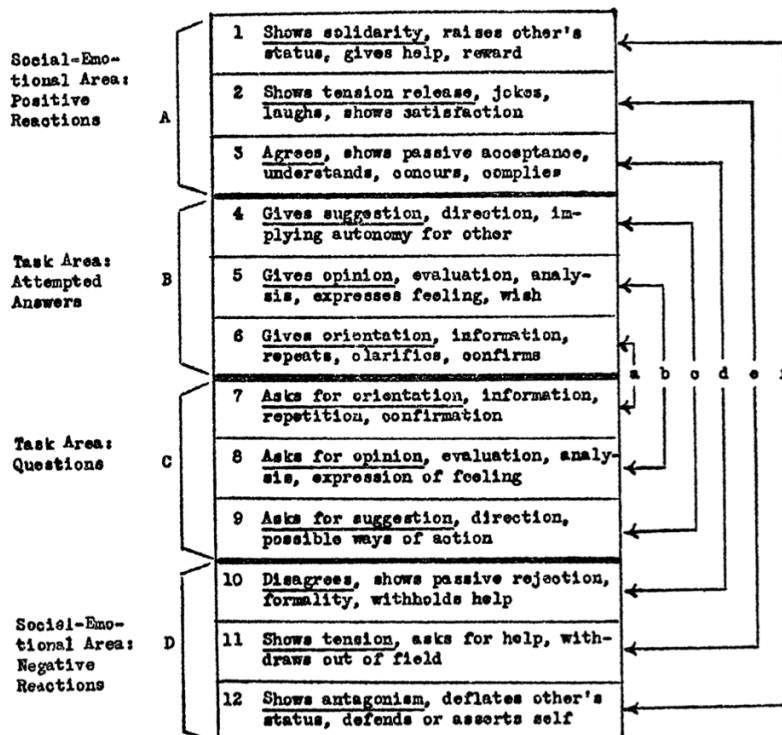 Social-Emo-
tional Area:
Positive
Reactions
A
1 Shows solidarity, raises other's
status, gives help, reward
2 Shows tension release, jokes,
laughs, shows satisfaction
3 Agrees, shows passive acceptance,
understands, concurs, complies
Task Area:
Attempted
Answers
B
4 Gives suggestion, direction, im-
plying autonomy for other
5 Gives opinion, evaluation, analy-
sis, expresses feeling, wish
6 Gives orientation, information,
repeats, clarifies, confirms
a b c d e f
Task Area:
Questions
C
7 Asks for orientation, information,
repetition, confirmation
8 Asks for opinion, evaluation, analy-
sis, expression of feeling
9 Asks for suggestion, direction,
possible ways of action
Social-Emo-
tional Area:
Negative
Reactions
D
10 Disagrees, shows passive rejection,
formality, withholds help
11 Shows tension, asks for help, with-
draws out of field
12 Shows antagonism, deflates other's
status, defends or asserts self